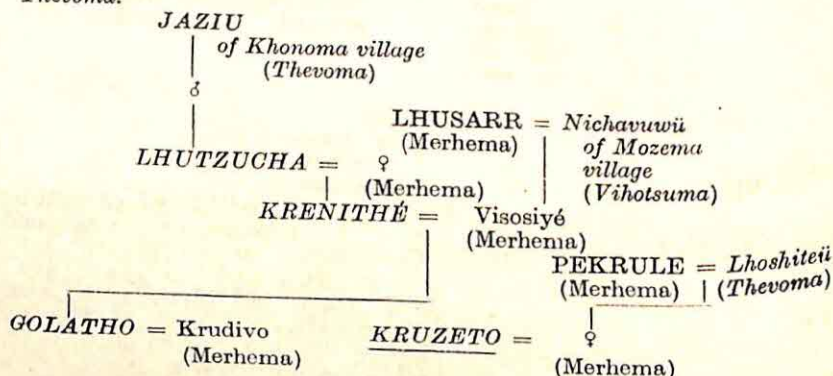 Thevoma.
JAZIU
of Khonoma village
(Thevoma)
♂
LHUSARR = Nichavuwü
(Merhema) of Mozema
village
(Vihotsuma)
LHUTZUCHA = ♀
(Merhema)
KRENITHÉ = Visosiyé
(Merhema)
PEKRULE = Lhoshiteü
(Merhema) (Thevoma)
GOLATHO = Krudivo
(Merhema)
KRUZETO = ♀
(Merhema)